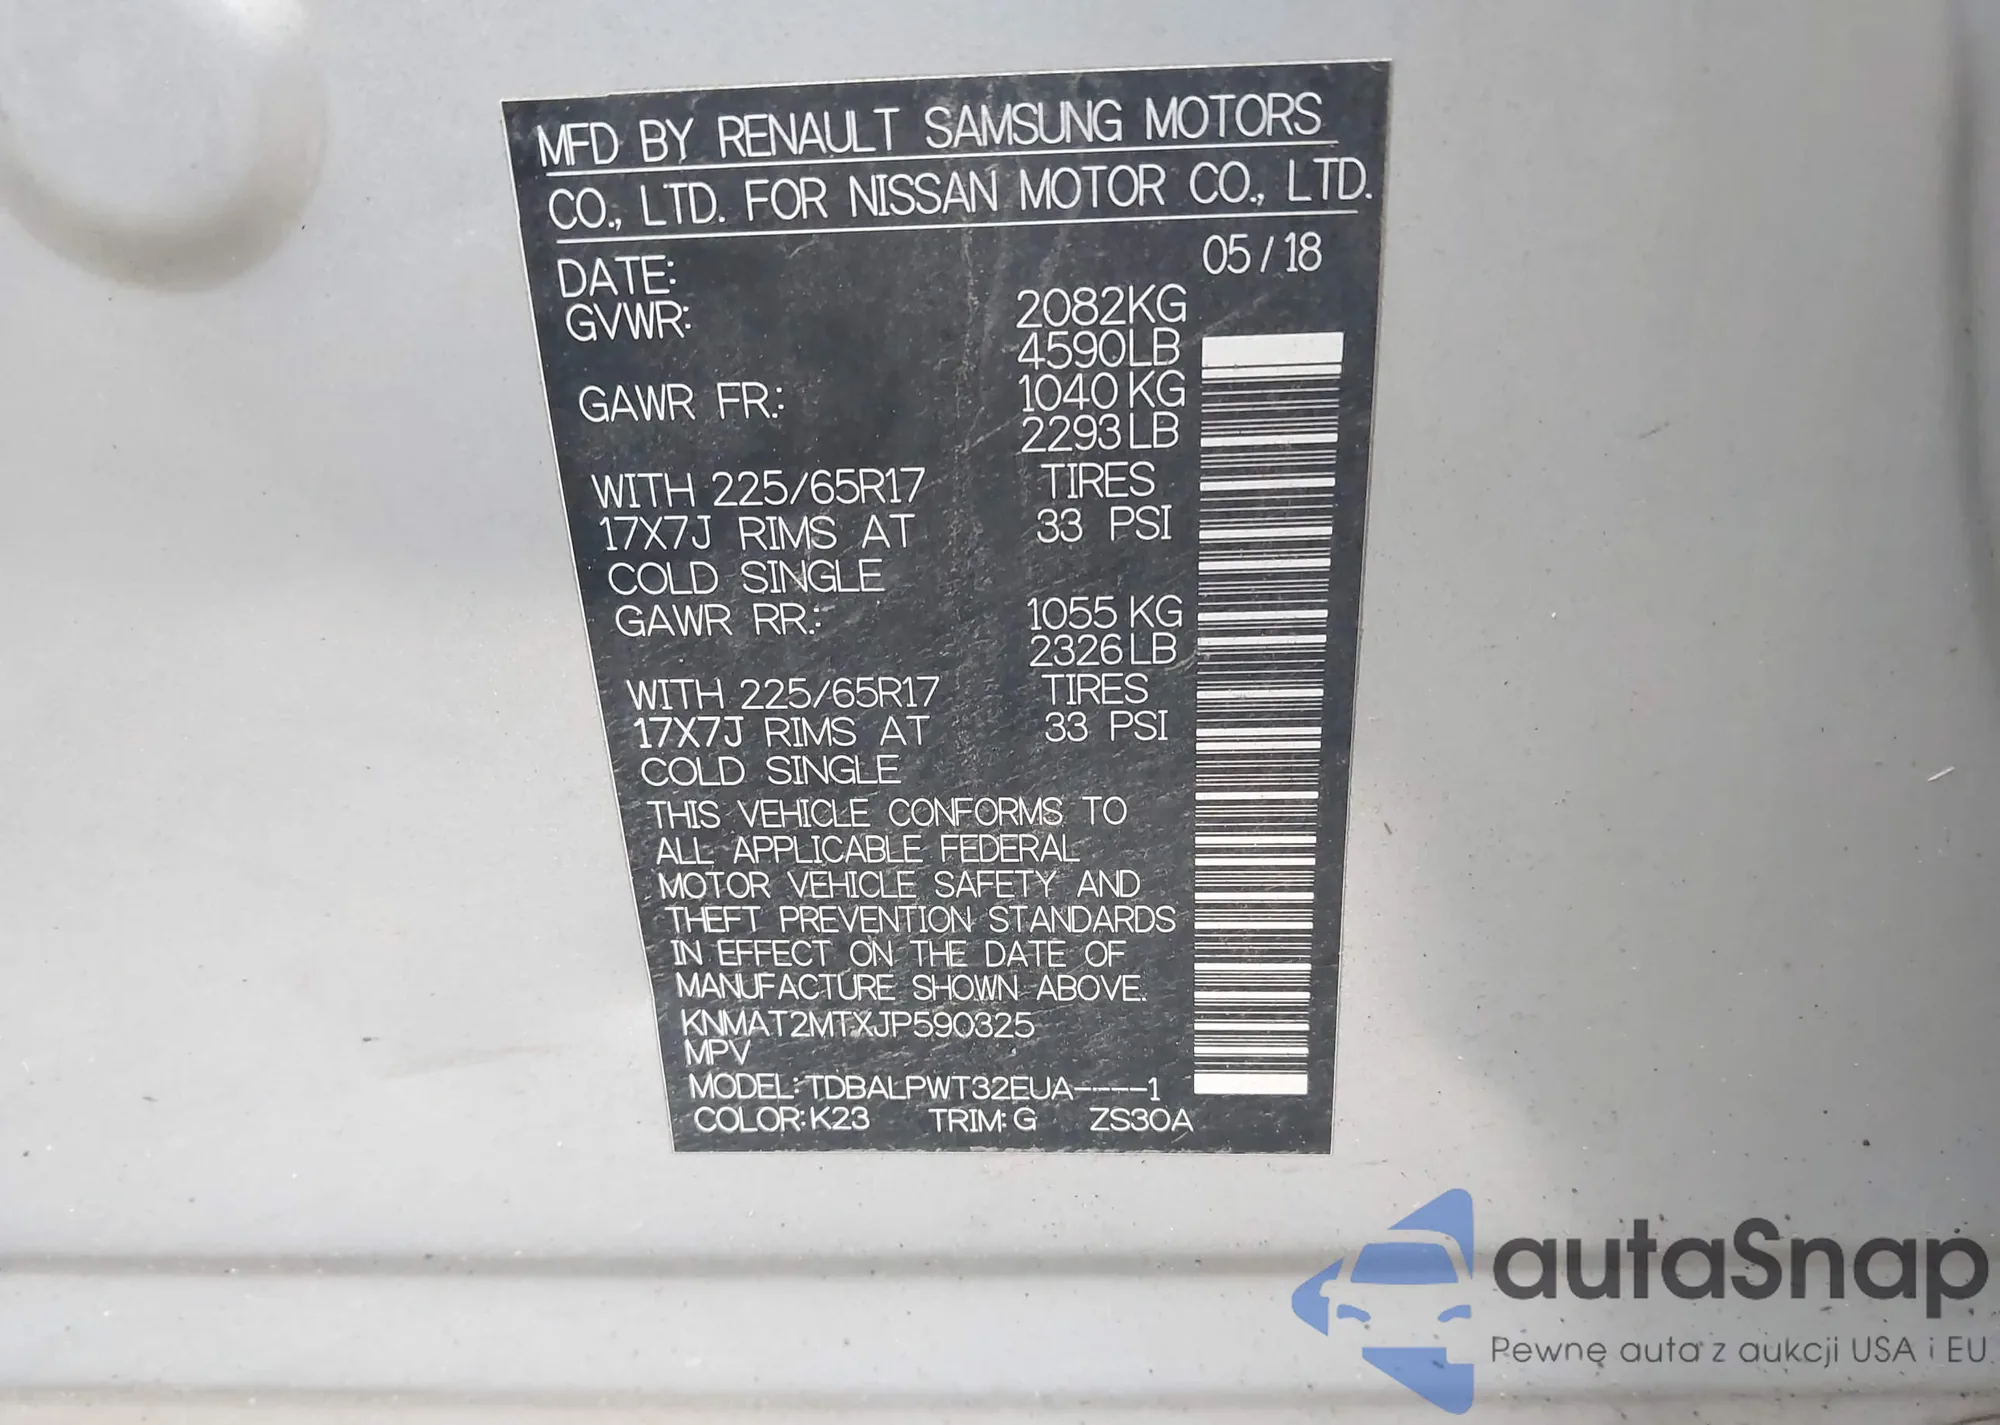 MFD BY RENAULT SAMSUNG MOTORS
CO., LTD. FOR NISSAN MOTOR CO., LTD.
DATE: 05 / 18
GVWR: 2082KG
4590LB
GAWR FR.: 1040 KG
2293LB
WITH 225/65R17 TIRES
17X7J RIMS AT 33 PSI
COLD SINGLE
GAWR RR.: 1055 KG
2326LB
WITH 225/65R17 TIRES
17X7J RIMS AT 33 PSI
COLD SINGLE
THIS VEHICLE CONFORMS TO
ALL APPLICABLE FEDERAL
MOTOR VEHICLE SAFETY AND
THEFT PREVENTION STANDARDS
IN EFFECT ON THE DATE OF
MANUFACTURE SHOWN ABOVE.
KNMAT2MTXJP590325
MPV
MODEL: TDBALPWT32EUA----1
COLOR: K23 TRIM: G ZS30A
autaSnap
Pewne auta z aukcji USA i EU